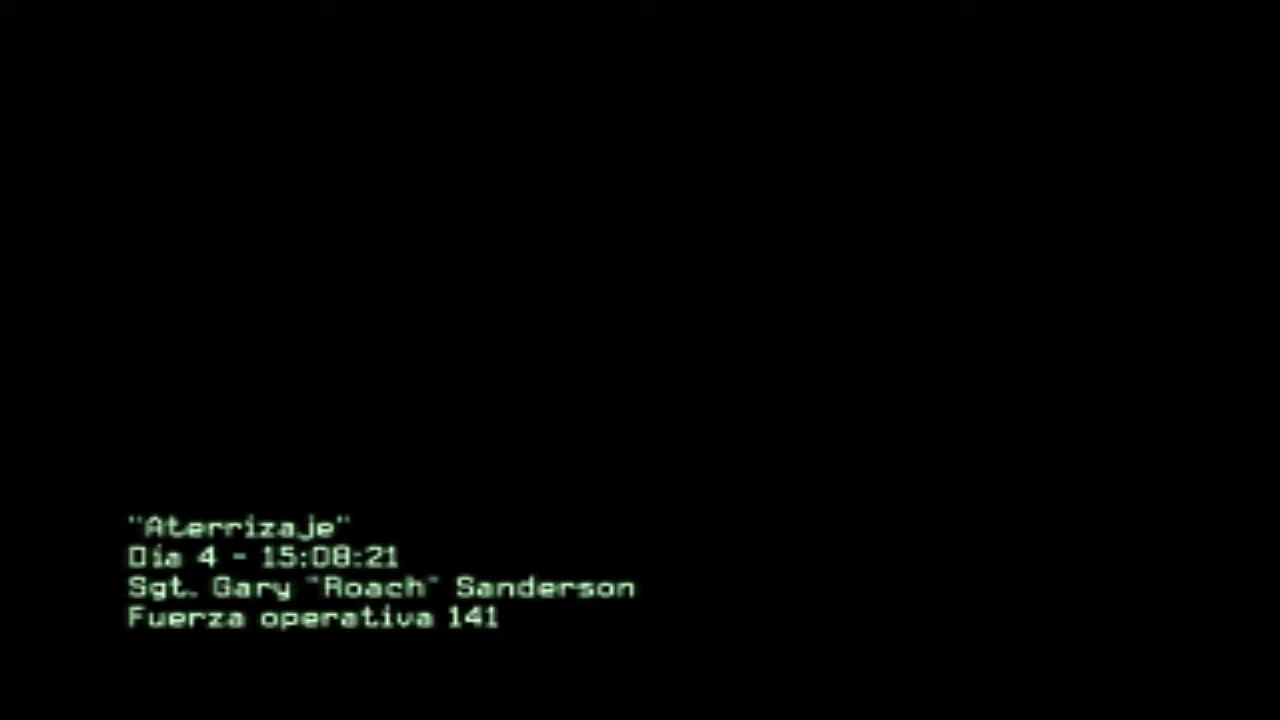 "Aterrizaje"
Día 4 - 15:08:21
Sgt. Gary "Roach" Sanderson
Fuerza operativa 141